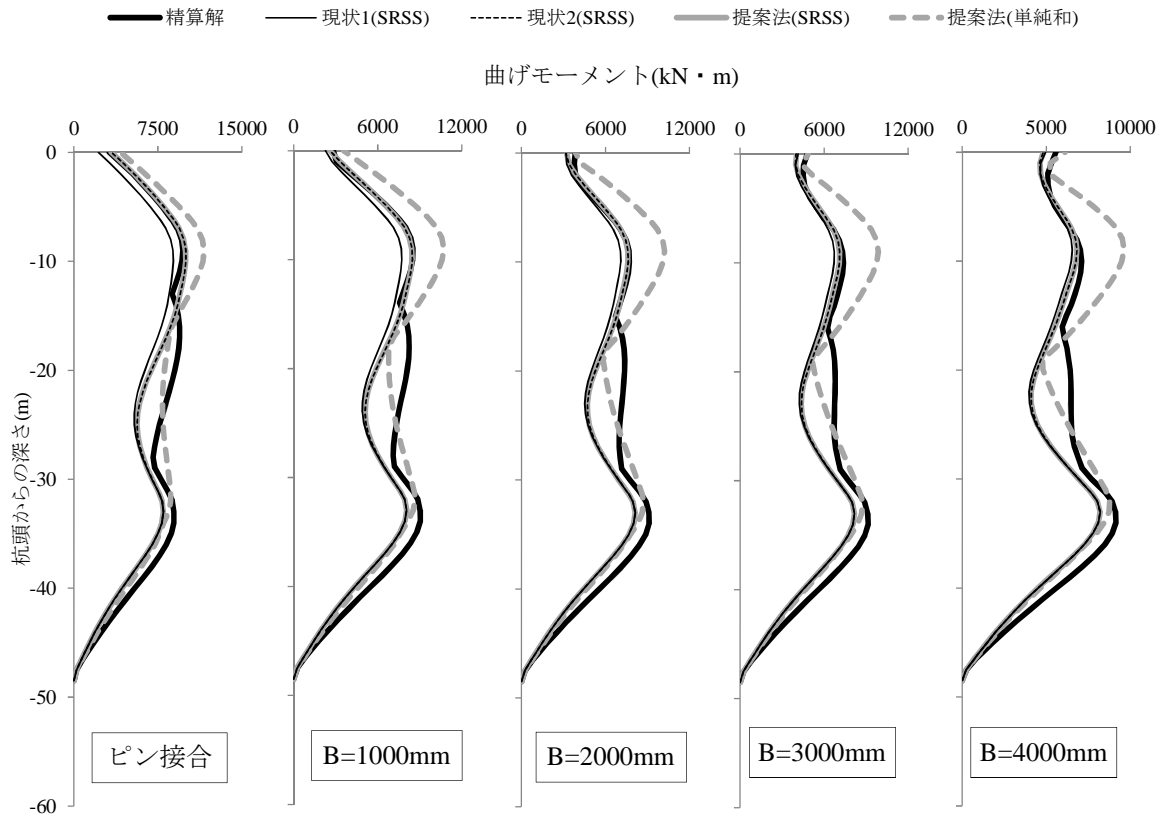 精算解 現状1(SRSS) 現状2(SRSS) 提案法(SRSS) 提案法(単純和)
曲げモーメント(kN・m)
0 7500 15000 0 6000 12000 0 6000 12000 0 6000 12000 0 5000 10000
0
-10
-20
-30
-40
-50
-60
杭頭からの深さ(m)
ピン接合 B=1000mm B=2000mm B=3000mm B=4000mm